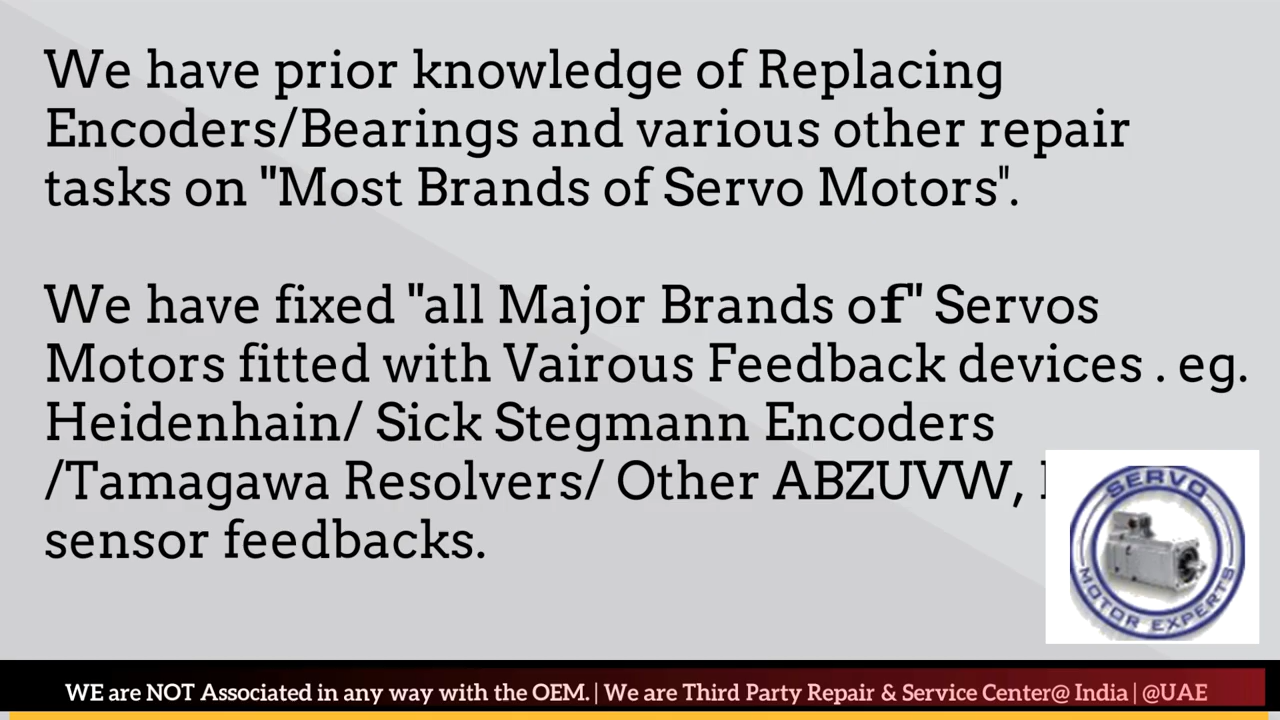 We have prior knowledge of Replacing
Encoders/Bearings and various other repair
tasks on "Most Brands of Servo Motors".
We have fixed "all Major Brands of" Servos
Motors fitted with Vairous Feedback devices . eg.
Heidenhain/ Sick Stegmann Encoders
/Tamagawa Resolvers/ Other ABZUVW,
sensor feedbacks.
SERVO
MOTOR EXPERTS
WE are NOT Associated in any way with the OEM. | We are Third Party Repair & Service Center@ India | @UAE